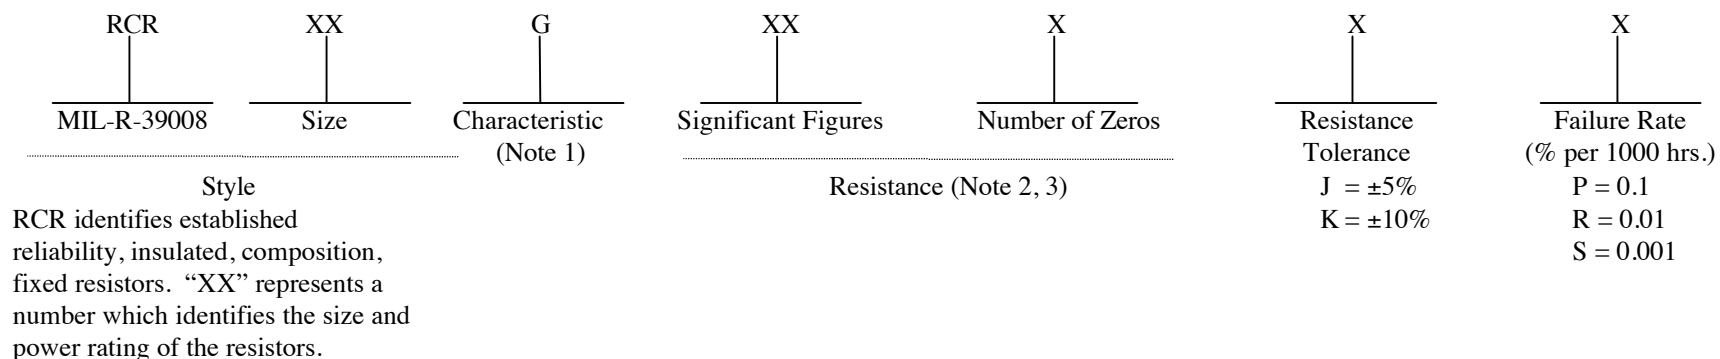 RCR XX G XX X X X
MIL-R-39008 Size Characteristic Significant Figures Number of Zeros Resistance Failure Rate
(Note 1) Tolerance (% per 1000 hrs.)
Style Resistance (Note 2, 3) J = ±5% P = 0.1
RCR identifies established K = ±10% R = 0.01
reliability, insulated, composition, S = 0.001
fixed resistors. “XX” represents a
number which identifies the size and
power rating of the resistors.